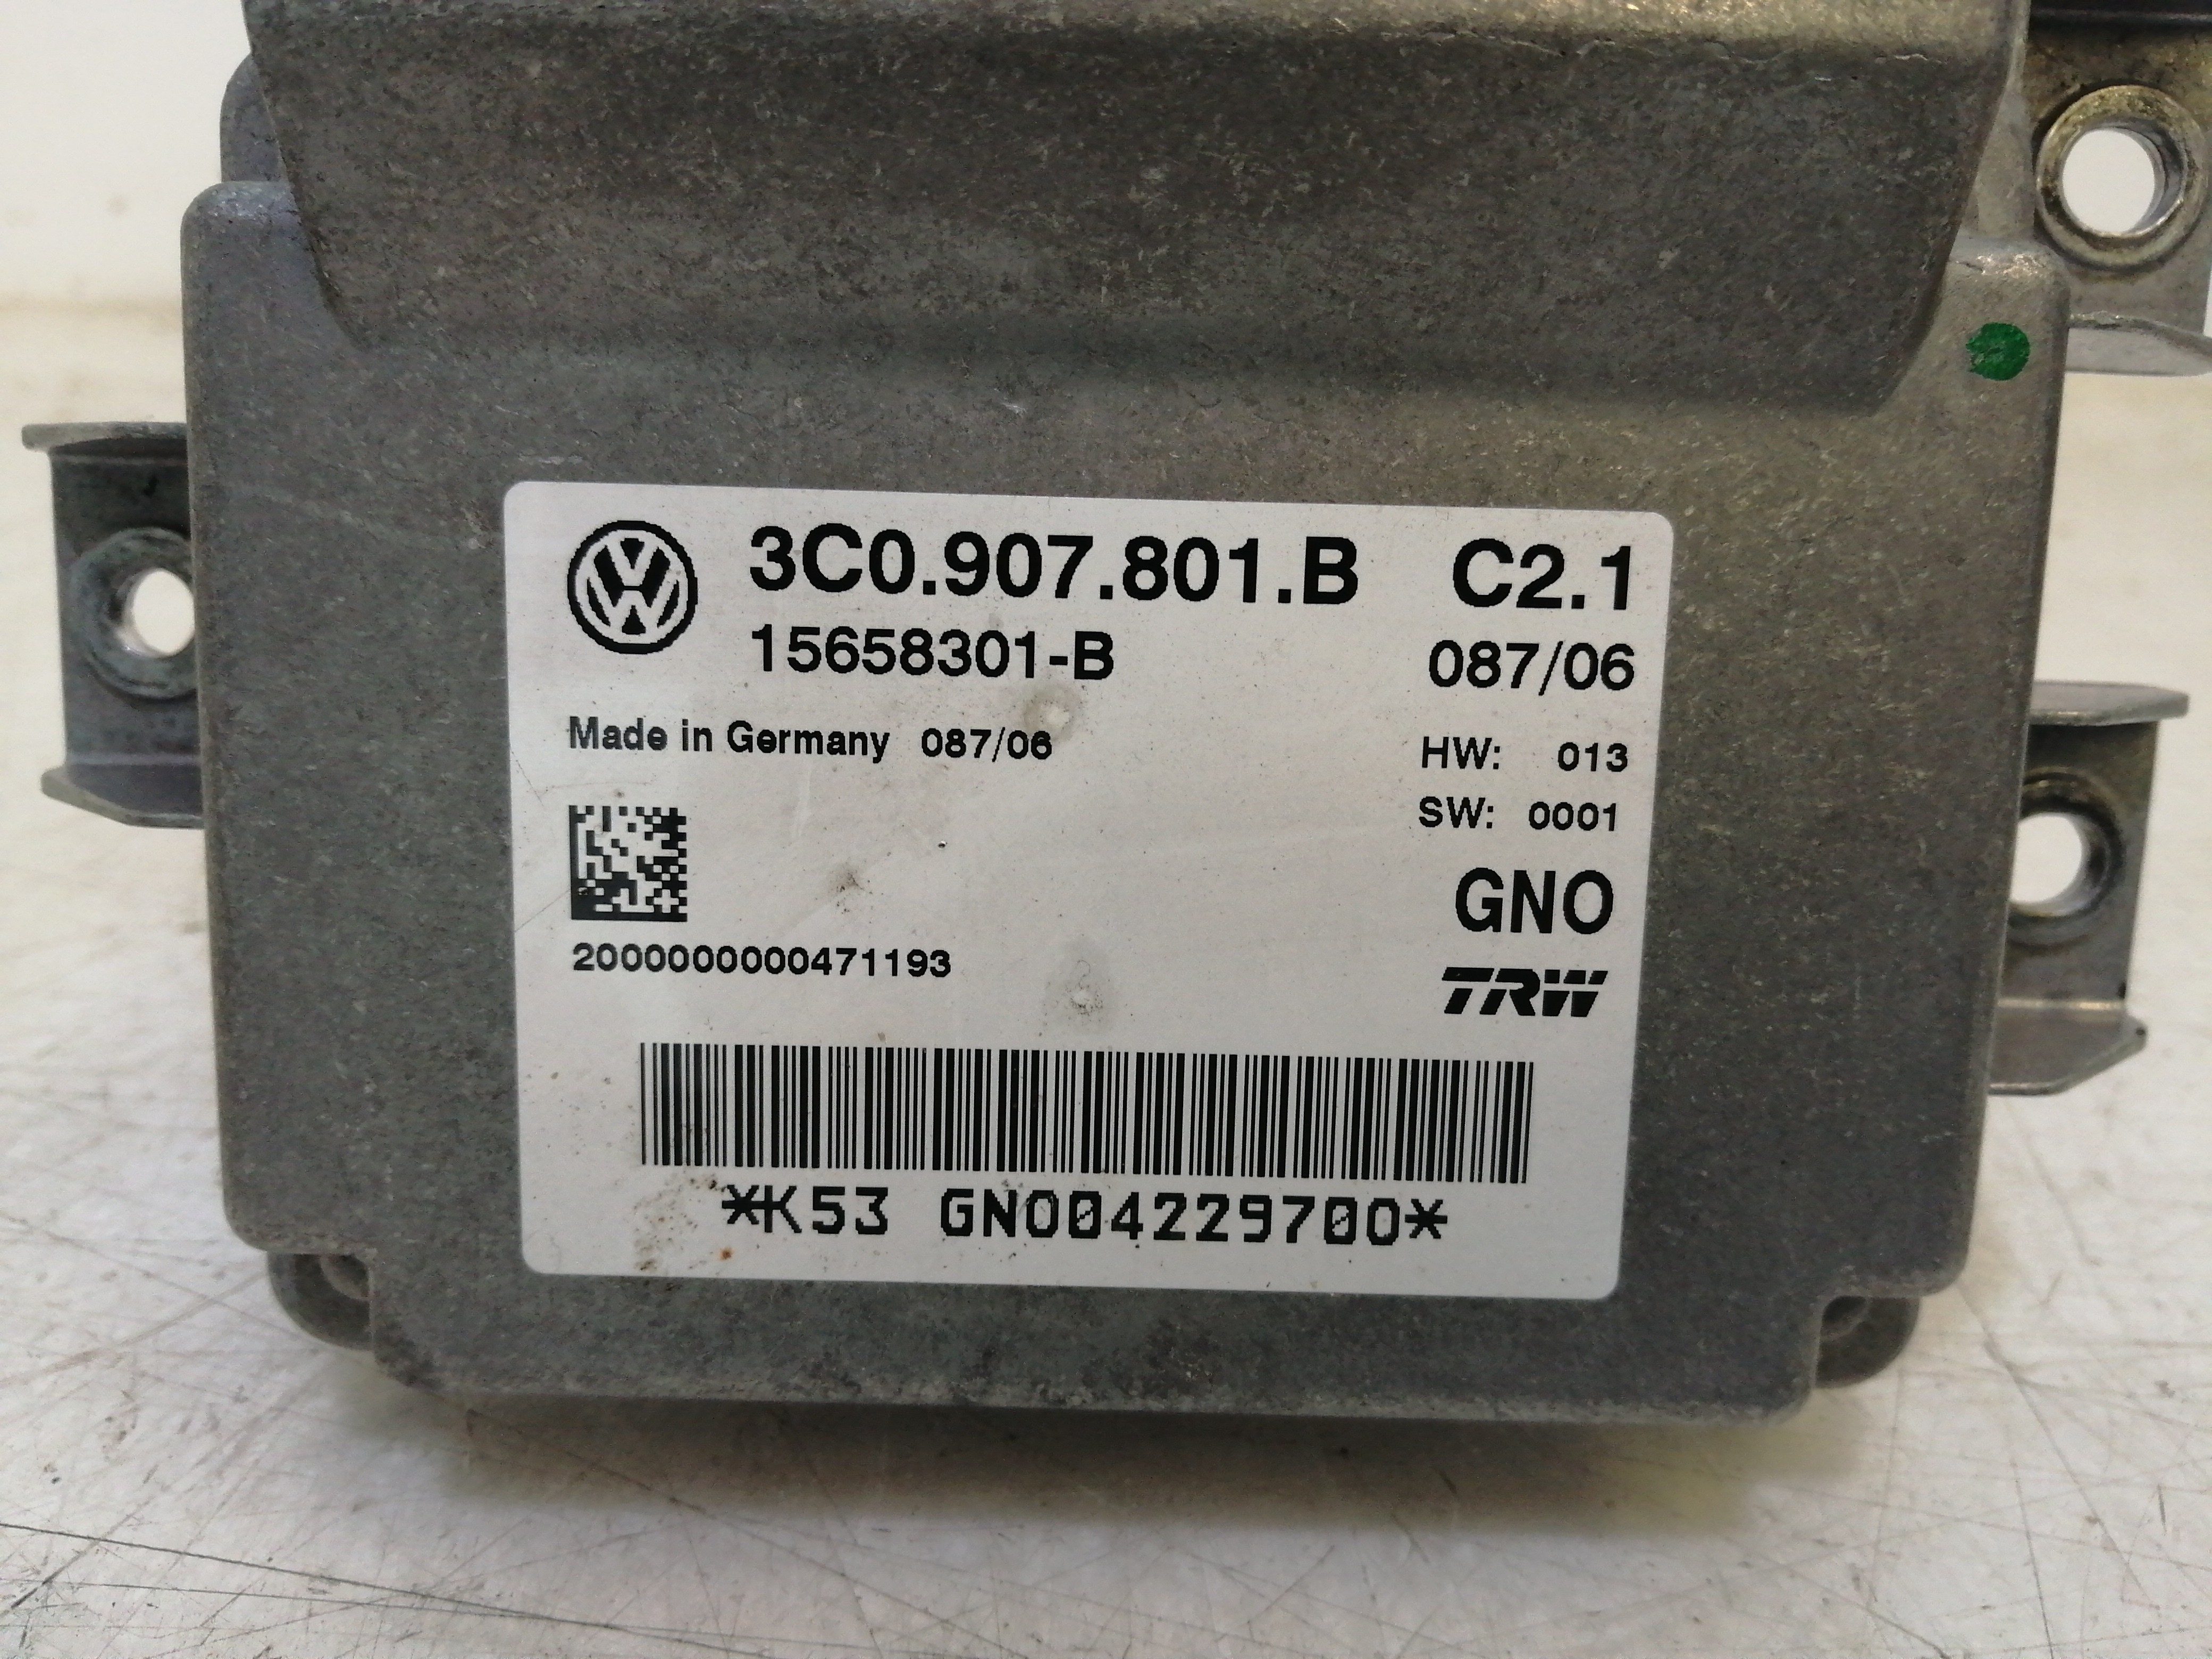 3C0.907.801.B C2.1
15658301-B 087/06
Made in Germany 087/06 HW: 013
SW: 0001
GNO
2000000000471193
TRW
*K53 GNO04229700*